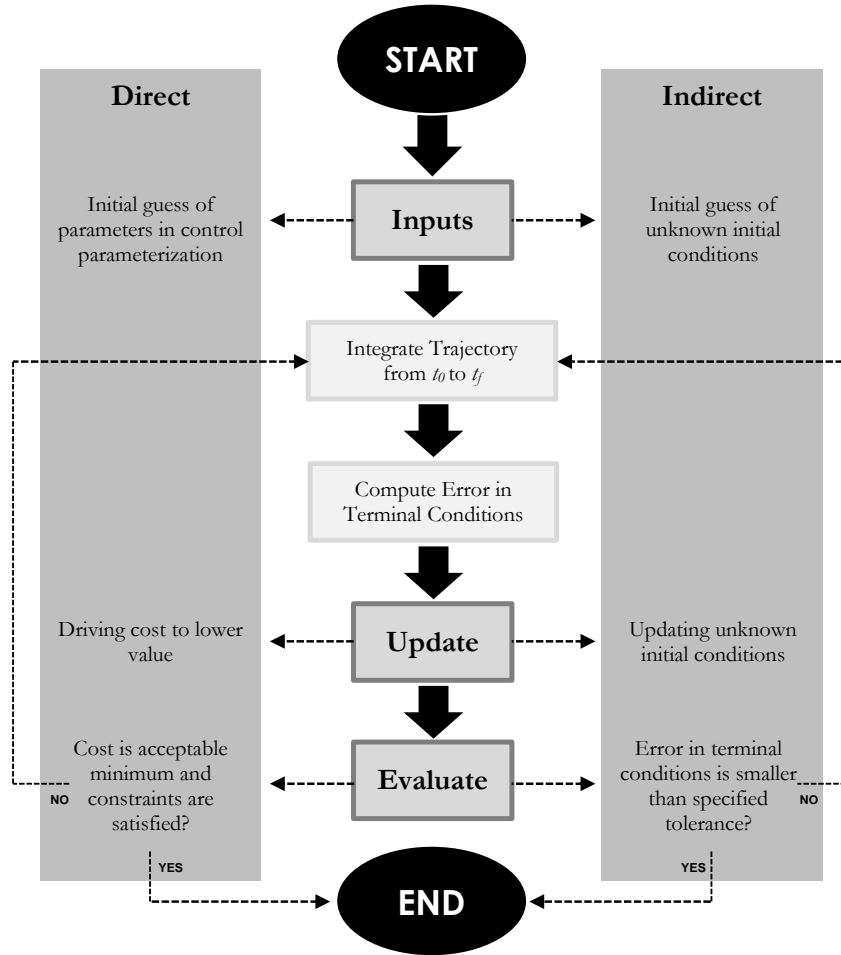 START
Direct
Indirect
Initial guess of
parameters in control
parameterization
Inputs
Initial guess of
unknown initial
conditions
Integrate Trajectory
from t0 to tf
Compute Error in
Terminal Conditions
Driving cost to lower
value
Update
Updating unknown
initial conditions
Cost is acceptable
minimum and
constraints are
satisfied?
NO
Evaluate
Error in terminal
conditions is smaller
than specified
tolerance?
NO
YES
YES
END